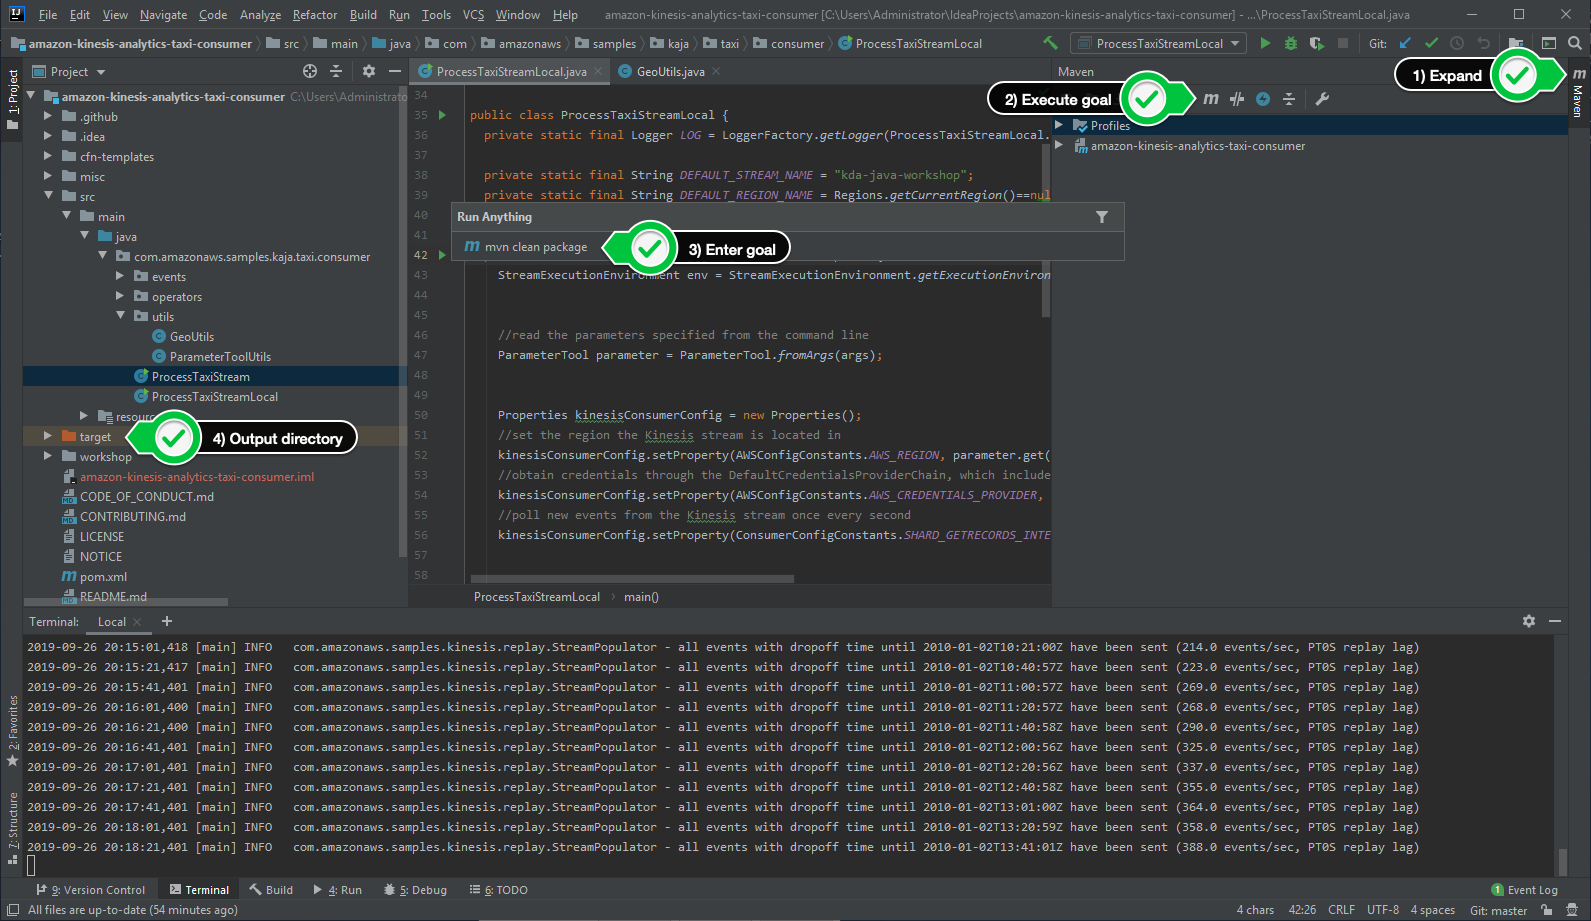 File Edit View Navigate Code Analyze Refactor Build Run Tools VCS Window Help amazon-kinesis-analytics-taxi-consumer [C:\Users\Administrator\IdeaProjects\amazon-kinesis-analytics-taxi-consumer] - ...\ProcessTaxiStreamLocal.java
amazon-kinesis-analytics-taxi-consumer src main java com amazonaws samples kaja taxi consumer ProcessTaxiStreamLocal ProcessTaxiStreamLocal Git:
1: Project
Project
ProcessTaxiStreamLocal.java GeoUtils.java
Maven
1) Expand
Maven
2) Execute goal
Profiles
amazon-kinesis-analytics-taxi-consumer
amazon-kinesis-analytics-taxi-consumer C:\Users\Administrato
.github
.idea
cfn-templates
misc
src
main
java
com.amazonaws.samples.kaja.taxi.consumer
events
operators
utils
GeoUtils
ParameterToolUtils
ProcessTaxiStream
ProcessTaxiStreamLocal
target
4) Output directory
workshop
amazon-kinesis-analytics-taxi-consumer.iml
CODE_OF_CONDUCT.md
CONTRIBUTING.md
LICENSE
NOTICE
pom.xml
README.md
34
35 public class ProcessTaxiStreamLocal {
36 private static final Logger LOG = LoggerFactory.getLogger(ProcessTaxiStreamLocal.
37
38 private static final String DEFAULT_STREAM_NAME = "kda-java-workshop";
39 private static final String DEFAULT_REGION_NAME = Regions.getCurrentRegion()==nul
40
Run Anything
41
mvn clean package
3) Enter goal
42
43 StreamExecutionEnvironment env = StreamExecutionEnvironment.getExecutionEnviron
44
45
46 //read the parameters specified from the command line
47 ParameterTool parameter = ParameterTool.fromArgs(args);
48
49
50 Properties kinesisConsumerConfig = new Properties();
51 //set the region the Kinesis stream is located in
52 kinesisConsumerConfig.setProperty(AWSConfigConstants.AWS_REGION, parameter.get(
53 //obtain credentials through the DefaultCredentialsProviderChain, which include
54 kinesisConsumerConfig.setProperty(AWSConfigConstants.AWS_CREDENTIALS_PROVIDER,
55 //poll new events from the Kinesis stream once every second
56 kinesisConsumerConfig.setProperty(ConsumerConfigConstants.SHARD_GETRECORDS_INTE
57
58
ProcessTaxiStreamLocal main()
Terminal: Local
2019-09-26 20:15:01,418 [main] INFO com.amazonaws.samples.kinesis.replay.StreamPopulator - all events with dropoff time until 2010-01-02T10:21:00Z have been sent (214.0 events/sec, PT0S replay lag)
2019-09-26 20:15:21,417 [main] INFO com.amazonaws.samples.kinesis.replay.StreamPopulator - all events with dropoff time until 2010-01-02T10:40:57Z have been sent (223.0 events/sec, PT0S replay lag)
2019-09-26 20:15:41,401 [main] INFO com.amazonaws.samples.kinesis.replay.StreamPopulator - all events with dropoff time until 2010-01-02T11:00:57Z have been sent (269.0 events/sec, PT0S replay lag)
2019-09-26 20:16:01,400 [main] INFO com.amazonaws.samples.kinesis.replay.StreamPopulator - all events with dropoff time until 2010-01-02T11:20:57Z have been sent (268.0 events/sec, PT0S replay lag)
2019-09-26 20:16:21,400 [main] INFO com.amazonaws.samples.kinesis.replay.StreamPopulator - all events with dropoff time until 2010-01-02T11:40:58Z have been sent (290.0 events/sec, PT0S replay lag)
2019-09-26 20:16:41,401 [main] INFO com.amazonaws.samples.kinesis.replay.StreamPopulator - all events with dropoff time until 2010-01-02T12:00:56Z have been sent (325.0 events/sec, PT0S replay lag)
2019-09-26 20:17:01,401 [main] INFO com.amazonaws.samples.kinesis.replay.StreamPopulator - all events with dropoff time until 2010-01-02T12:20:56Z have been sent (337.0 events/sec, PT0S replay lag)
2019-09-26 20:17:21,401 [main] INFO com.amazonaws.samples.kinesis.replay.StreamPopulator - all events with dropoff time until 2010-01-02T12:40:58Z have been sent (355.0 events/sec, PT0S replay lag)
2019-09-26 20:17:41,401 [main] INFO com.amazonaws.samples.kinesis.replay.StreamPopulator - all events with dropoff time until 2010-01-02T13:01:00Z have been sent (364.0 events/sec, PT0S replay lag)
2019-09-26 20:18:01,401 [main] INFO com.amazonaws.samples.kinesis.replay.StreamPopulator - all events with dropoff time until 2010-01-02T13:20:59Z have been sent (358.0 events/sec, PT0S replay lag)
2019-09-26 20:18:21,401 [main] INFO com.amazonaws.samples.kinesis.replay.StreamPopulator - all events with dropoff time until 2010-01-02T13:41:01Z have been sent (388.0 events/sec, PT0S replay lag)
2: Favorites
7: Structure
9: Version Control Terminal Build 4: Run 5: Debug 6: TODO 1 Event Log
All files are up-to-date (54 minutes ago) 4 chars 42:26 CRLF UTF-8 4 spaces Git: master